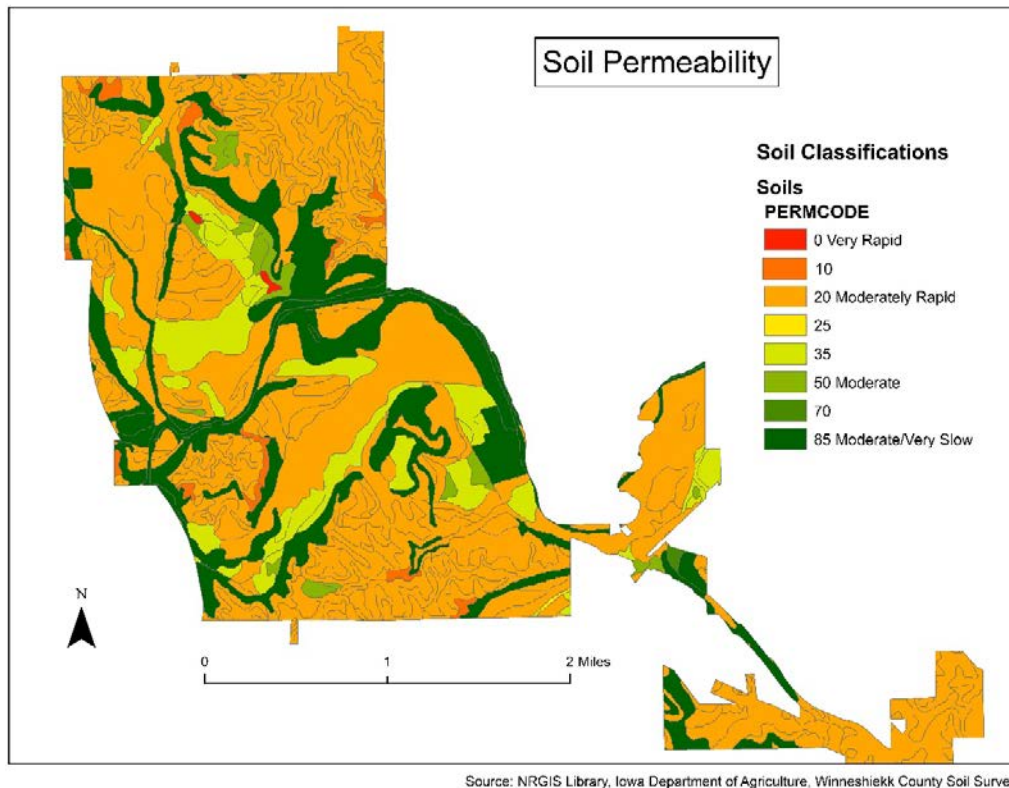 Soil Permeability
Soil Classifications
Soils
PERMCODE
0 Very Rapid
10
20 Moderately Rapid
25
35
50 Moderate
70
85 Moderate/Very Slow
N
0 1 2 Miles
Source: NRGIS Library, Iowa Department of Agriculture, Winneshiekk County Soil Surve